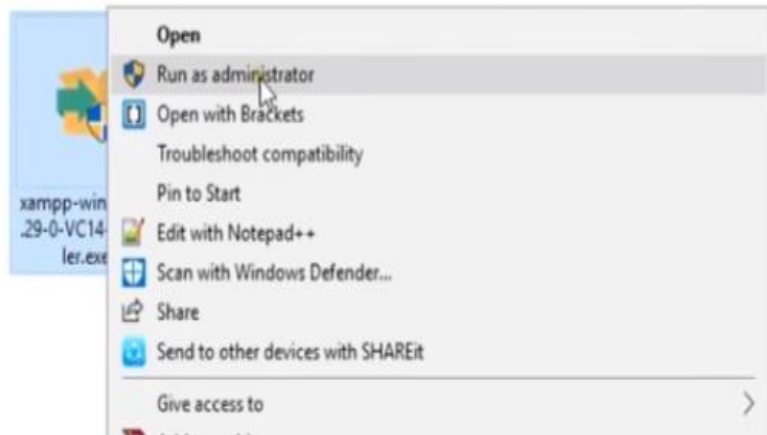 Open
Run as administrator
Open with Brackets
Troubleshoot compatibility
Pin to Start
Edit with Notepad++
Scan with Windows Defender...
Share
Send to other devices with SHAREit
Give access to
xampp-win
.29-0-VC14-
ler.exe